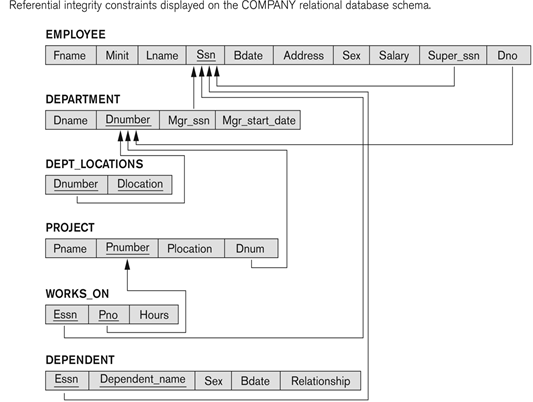 Referential integrity constraints displayed on the COMPANY relational database schema.
EMPLOYEE
Fname Minit Lname Ssn Bdate Address Sex Salary Super_ssn Dno
DEPARTMENT
Dname Dnumber Mgr_ssn Mgr_start_date
DEPT_LOCATIONS
Dnumber Dlocation
PROJECT
Pname Pnumber Plocation Dnum
WORKS_ON
Essn Pno Hours
DEPENDENT
Essn Dependent_name Sex Bdate Relationship